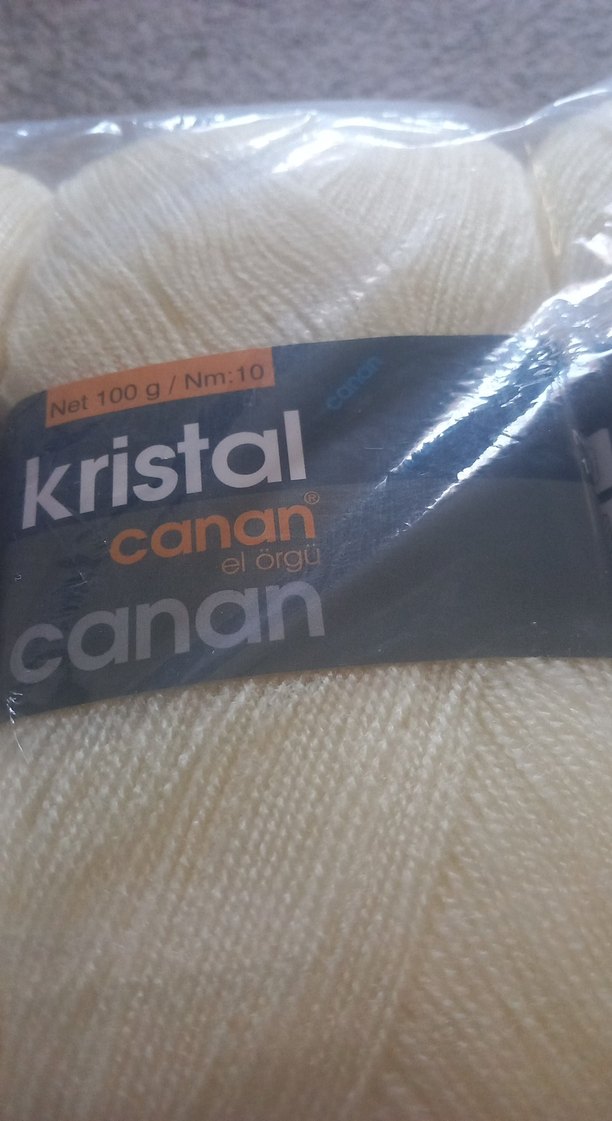 Net 100 g / Nm:10
canan
kristal
canan®
el örgü
canan